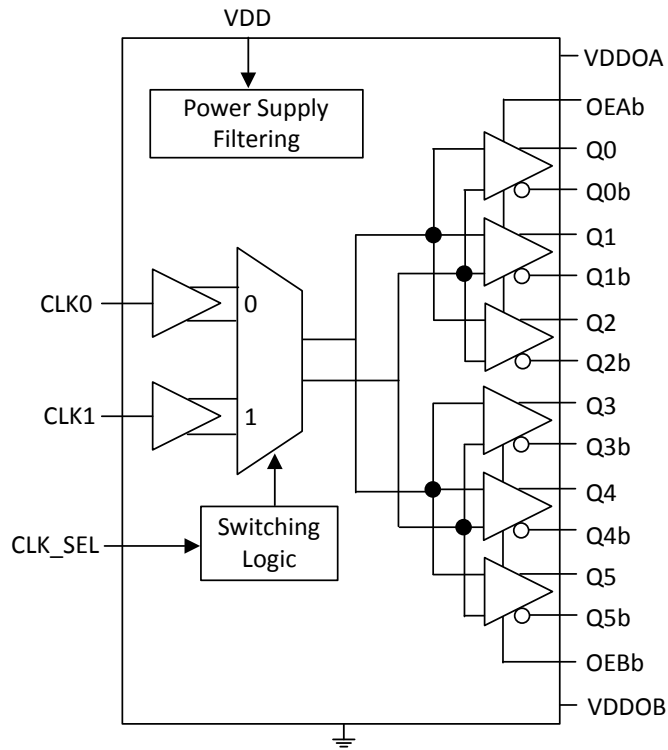 VDD
VDDOA
Power Supply
Filtering
OEAb
Q0
Q0b
Q1
Q1b
CLK0
0
Q2
Q2b
CLK1
1
Q3
Q3b
Q4
Q4b
CLK_SEL
Switching
Logic
Q5
Q5b
OEBb
VDDOB